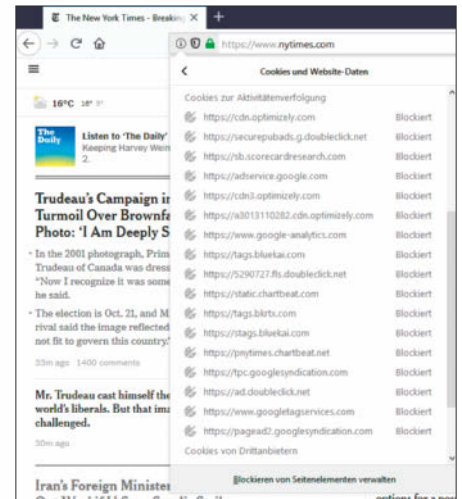 The New York Times - Breaking
https://www.nytimes.com
Cookies und Website-Daten
16°C
The Daily
Listen to 'The Daily'
Keeping Harvey Wein
2.
Trudeau's Campaign in
Turmoil Over Brownfa
Photo: 'I Am Deeply S
In the 2001 photograph, Prim
Trudeau of Canada was dress
"Now I recognize it was some
he said.
The election is Oct. 21, and M
rival said the image reflected
not fit to govern this country."
33m ago 1400 comments
Mr. Trudeau cast himself the
world's liberals. But that ima
challenged.
30m ago
Iran's Foreign Minister
Cookies zur Aktivitätenverfolgung
https://cdn.optimizely.com Blockiert
https://securepubads.g.doubleclick.net Blockiert
https://sb.scorecardresearch.com Blockiert
https://adservice.google.com Blockiert
https://cdn3.optimizely.com Blockiert
https://a3013110282.cdn.optimizely.com Blockiert
https://www.google-analytics.com Blockiert
https://tags.bluekai.com Blockiert
https://5290727.fls.doubleclick.net Blockiert
https://static.chartbeat.com Blockiert
https://tags.bkrtx.com Blockiert
https://stags.bluekai.com Blockiert
https://pnytimes.chartbeat.net Blockiert
https://tpc.googlesyndication.com Blockiert
https://ad.doubleclick.net Blockiert
https://www.googletagservices.com Blockiert
https://pagead2.googlesyndication.com Blockiert
Cookies von Drittanbietern
Blockieren von Seitenelementen verwalten
options for a pos